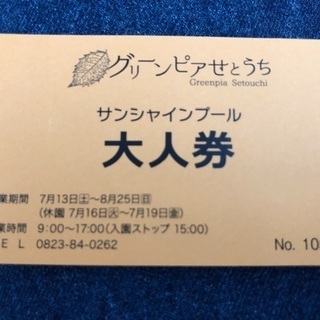 グリーンピアせとうち
Greenpia Setouchi
サンシャインプール
大人券
業期間 7月13日㊏～8月25日㊐
(休園 7月16日㊋～7月19日㊎)
業時間 9:00～17:00(入園ストップ 15:00)
E L 0823-84-0262
No. 10